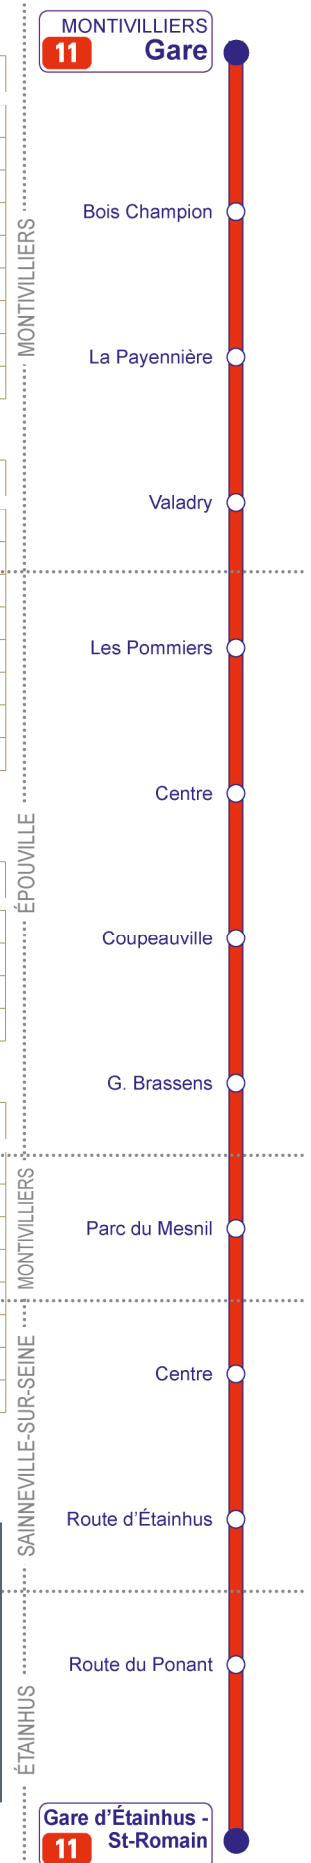 MONTIVILLIERS
11 Gare
Bois Champion
MONTIVILLIERS
La Payennière
Valadry
Les Pommiers
Centre
ÉPOUVILLE
Coupeauville
G. Brassens
MONTIVILLIERS
Parc du Mesnil
Centre
SAINNEVILLE-SUR-SEINE
Route d'Étainhus
Route du Ponant
ÉTAINHUS
Gare d'Étainhus -
11 St-Romain